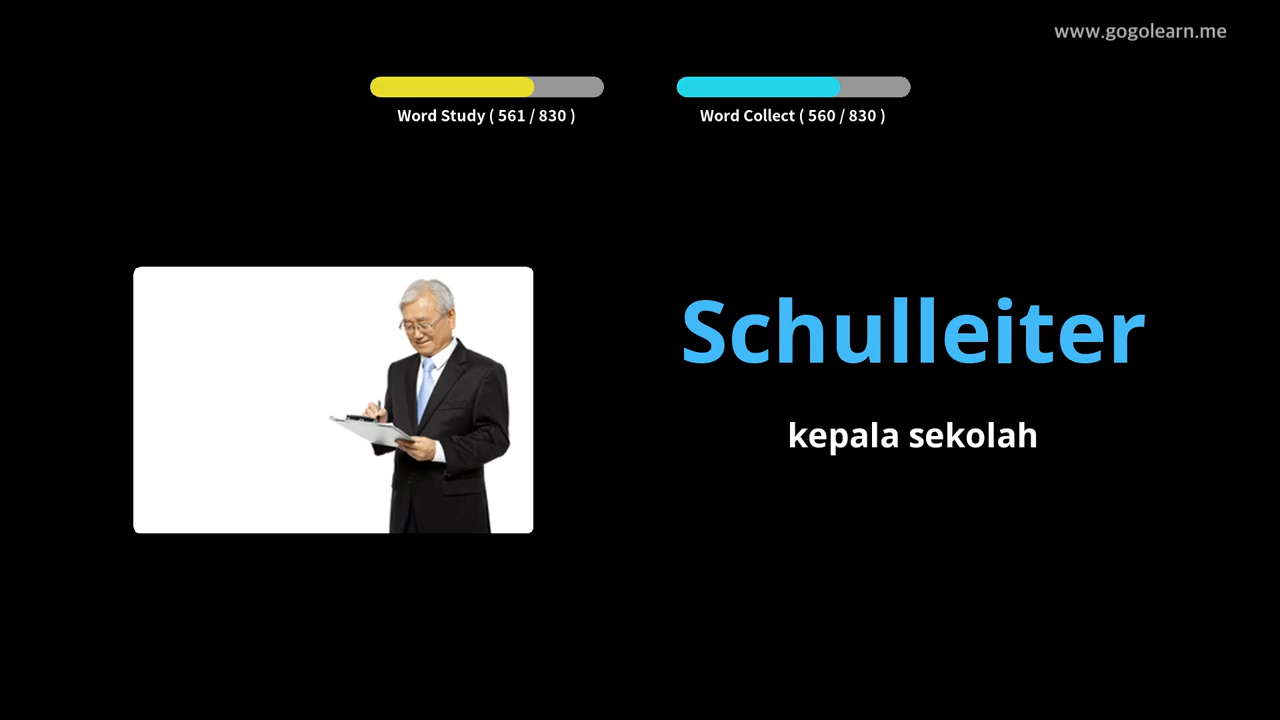 www.gogolearn.me
Word Study ( 561 / 830 )
Word Collect ( 560 / 830 )
Schulleiter
kepala sekolah